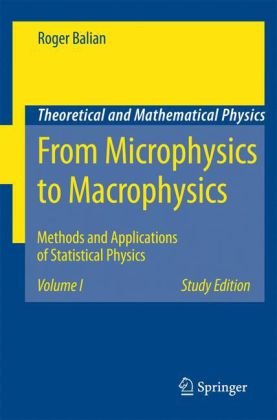 Roger Balian
Theoretical and Mathematical Physics
From Microphysics
to Macrophysics
Methods and Applications
of Statistical Physics
Volume I Study Edition
Springer